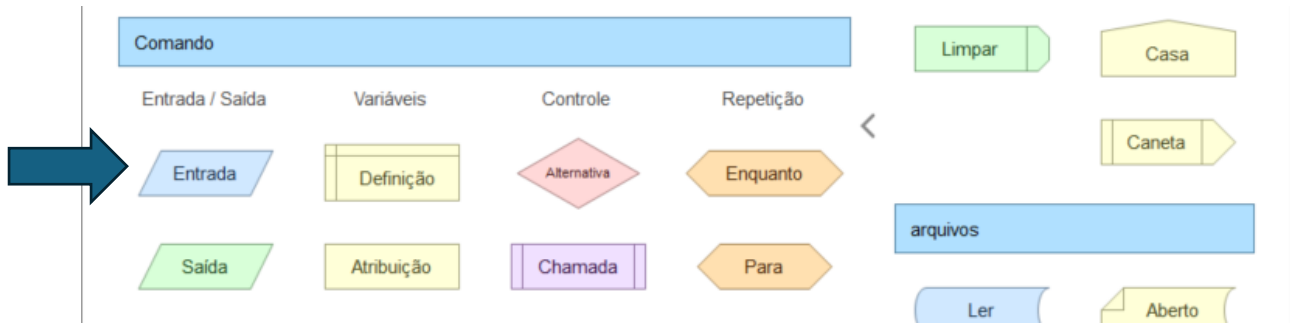 Comando
Entrada / Saída
Variáveis
Controle
Repetição
Entrada
Definição
Alternativa
Enquanto
Saída
Atribuição
Chamada
Para
Limpar
Casa
Caneta
arquivos
Ler
Aberto